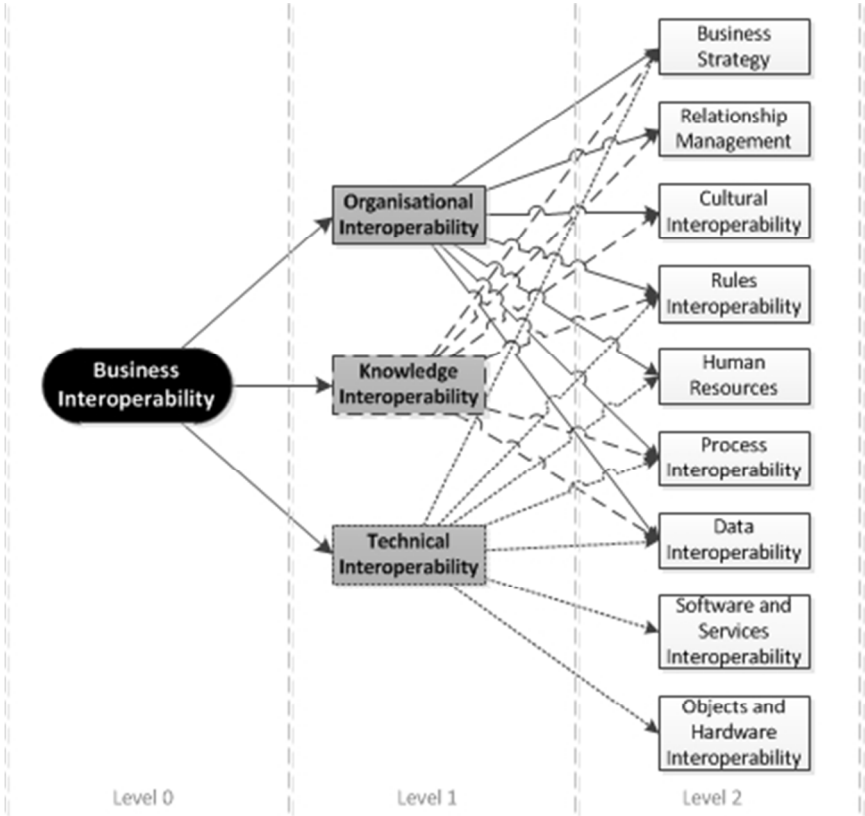 Business
Interoperability
Organisational
Interoperability
Knowledge
Interoperability
Technical
Interoperability
Business
Strategy
Relationship
Management
Cultural
Interoperability
Rules
Interoperability
Human
Resources
Process
Interoperability
Data
Interoperability
Software and
Services
Interoperability
Objects and
Hardware
Interoperability
Level 0
Level 1
Level 2